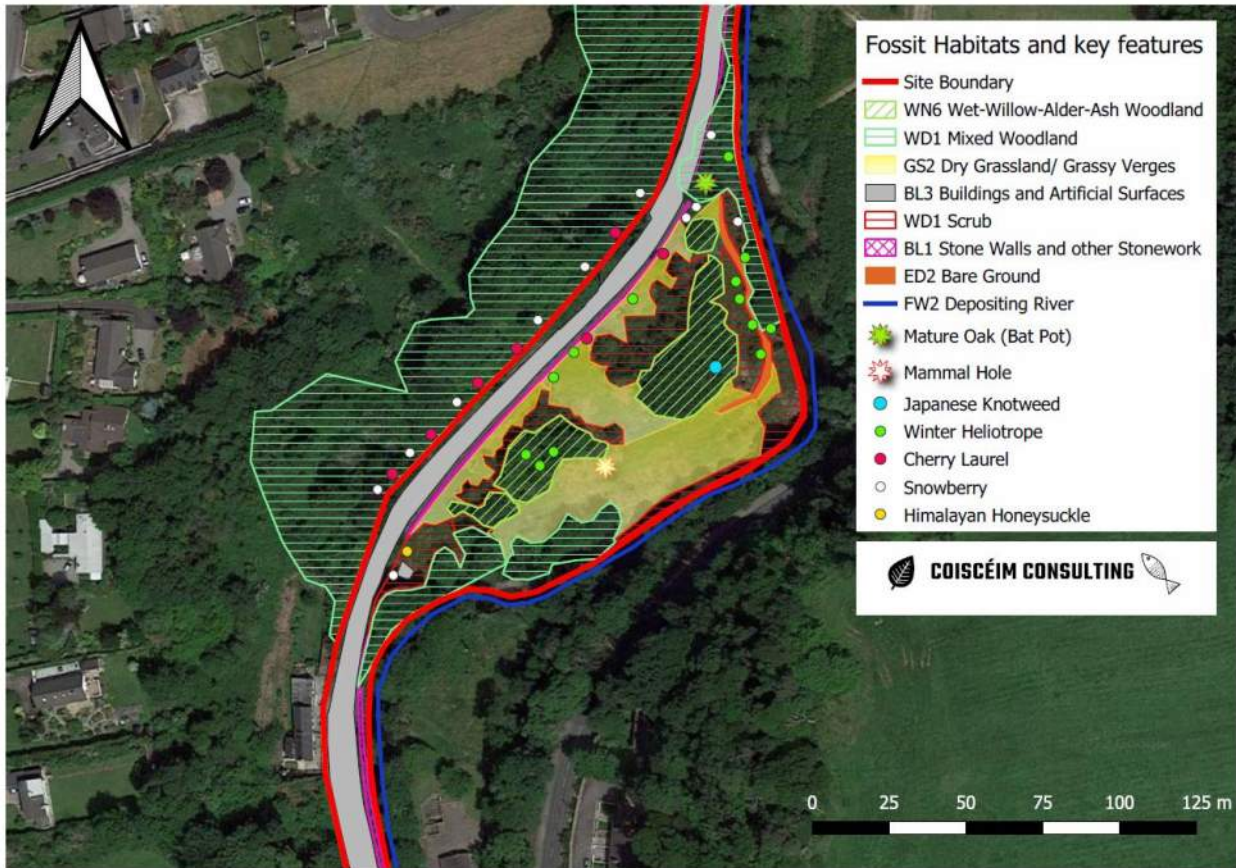 Fossit Habitats and key features
Site Boundary
WN6 Wet-Willow-Alder-Ash Woodland
WD1 Mixed Woodland
GS2 Dry Grassland/ Grassy Verges
BL3 Buildings and Artificial Surfaces
WD1 Scrub
BL1 Stone Walls and other Stonework
ED2 Bare Ground
FW2 Depositing River
Mature Oak (Bat Pot)
Mammal Hole
Japanese Knotweed
Winter Heliotrope
Cherry Laurel
Snowberry
Himalayan Honeysuckle
COISCÉIM CONSULTING
0 25 50 75 100 125 m